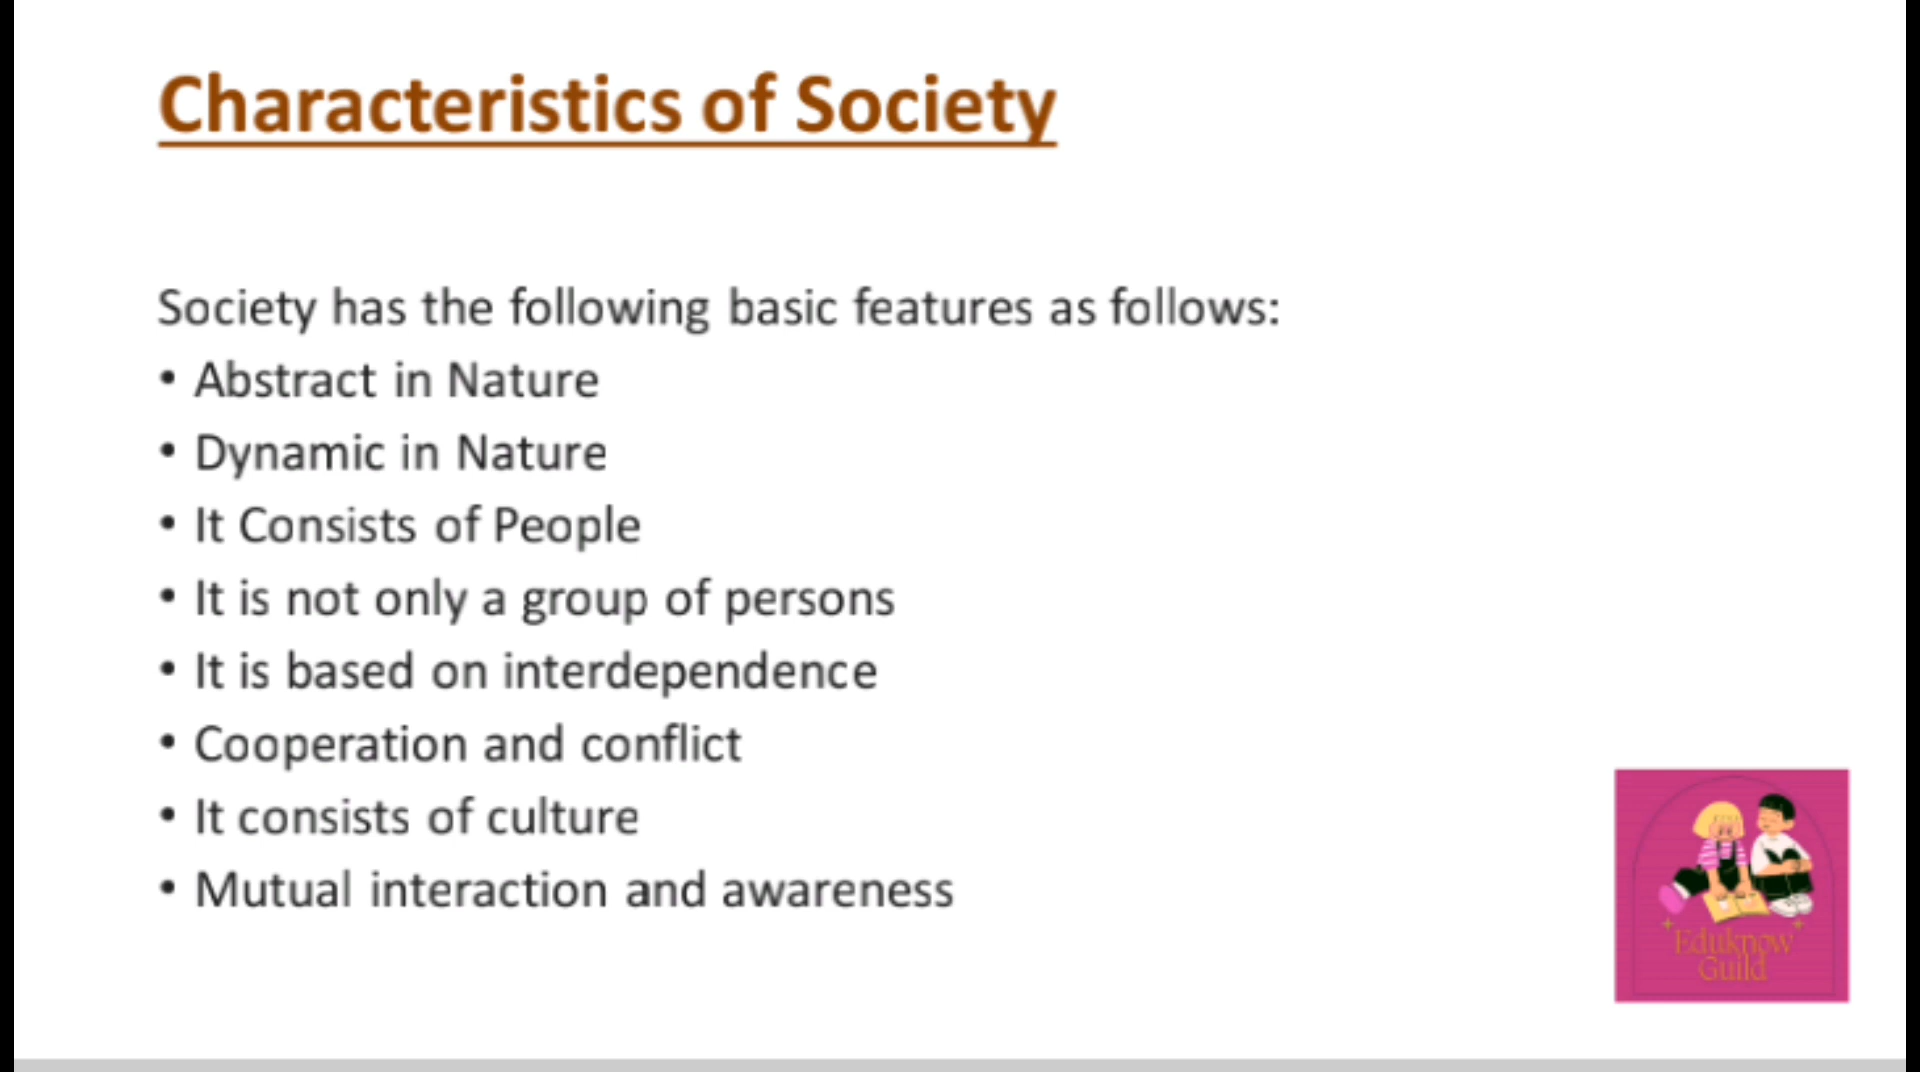 Characteristics of Society
Society has the following basic features as follows:
• Abstract in Nature
• Dynamic in Nature
• It Consists of People
• It is not only a group of persons
• It is based on interdependence
• Cooperation and conflict
• It consists of culture
• Mutual interaction and awareness
Eduknow
Guild